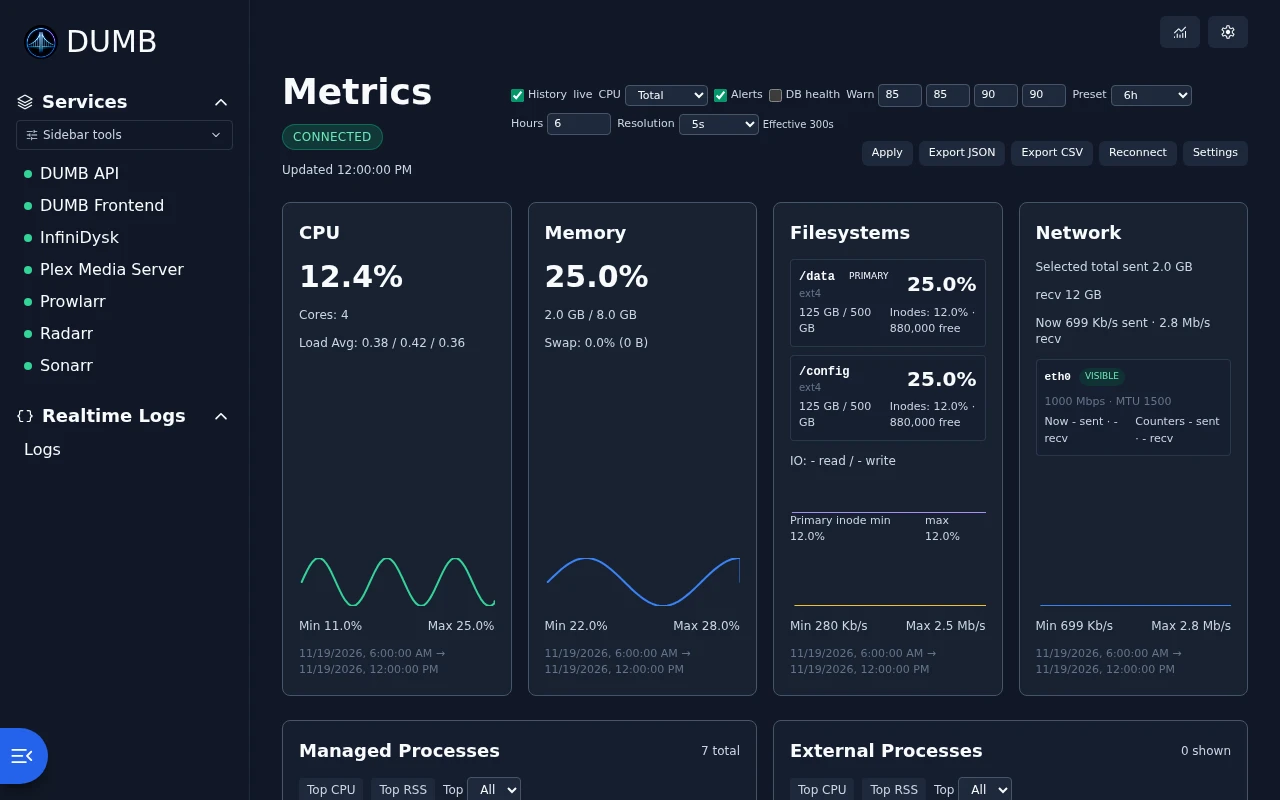 DUMB
Services
Sidebar tools
DUMB API
DUMB Frontend
InfiniDysk
Plex Media Server
Prowlarr
Radarr
Sonarr
Realtime Logs
Logs
Metrics
CONNECTED
Updated 12:00:00 PM
History live CPU Total Alerts DB health Warn 85 85 90 90 Preset 6h
Hours 6 Resolution 5s Effective 300s
Apply Export JSON Export CSV Reconnect Settings
CPU
12.4%
Cores: 4
Load Avg: 0.38 / 0.42 / 0.36
Min 11.0% Max 25.0%
11/19/2026, 6:00:00 AM →
11/19/2026, 12:00:00 PM
Memory
25.0%
2.0 GB / 8.0 GB
Swap: 0.0% (0 B)
Min 22.0% Max 28.0%
11/19/2026, 6:00:00 AM →
11/19/2026, 12:00:00 PM
Filesystems
/data PRIMARY 25.0%
ext4
125 GB / 500 Inodes: 12.0% ·
GB 880,000 free
/config 25.0%
ext4
125 GB / 500 Inodes: 12.0% ·
GB 880,000 free
IO: - read / - write
Primary inode min max
12.0% 12.0%
Min 280 Kb/s Max 2.5 Mb/s
11/19/2026, 6:00:00 AM →
11/19/2026, 12:00:00 PM
Network
Selected total sent 2.0 GB
recv 12 GB
Now 699 Kb/s sent · 2.8 Mb/s
recv
eth0 VISIBLE
1000 Mbps · MTU 1500
Now - sent · - Counters - sent
recv · - recv
Min 699 Kb/s Max 2.8 Mb/s
11/19/2026, 6:00:00 AM →
11/19/2026, 12:00:00 PM
Managed Processes 7 total
Top CPU Top RSS Top All
External Processes 0 shown
Top CPU Top RSS Top All